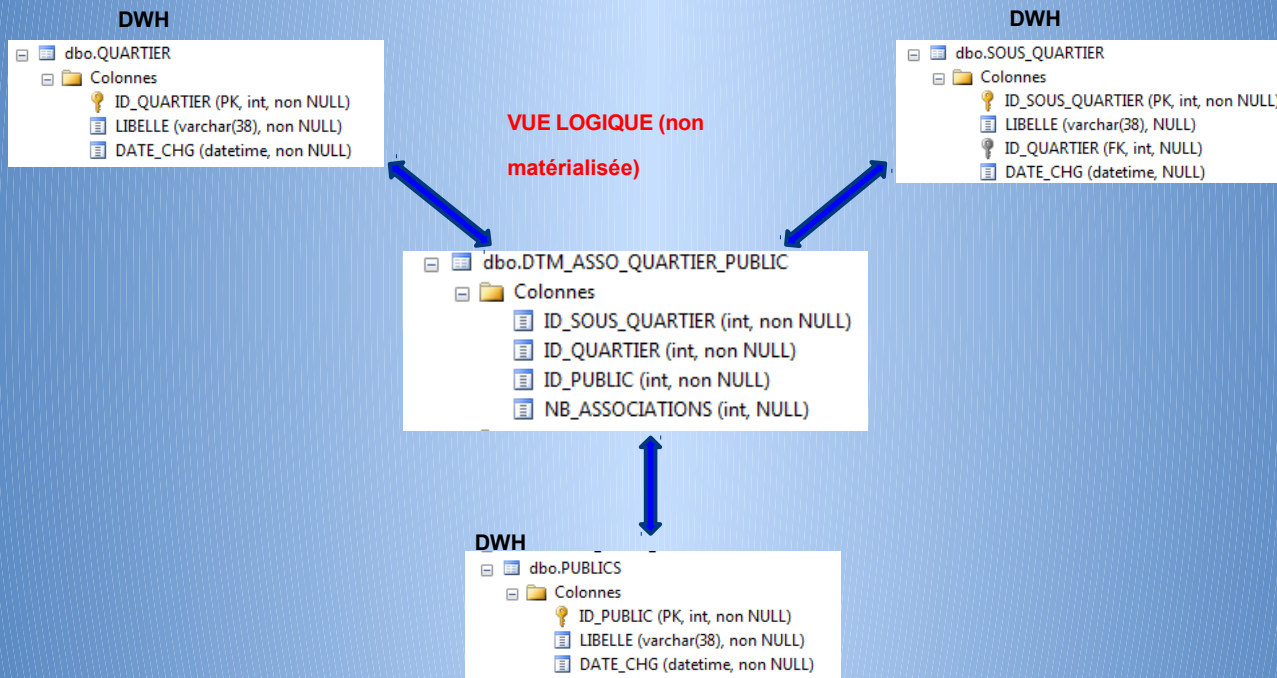 DWH
dbo.QUARTIER
Colonnes
ID_QUARTIER (PK, int, non NULL)
LIBELLE (varchar(38), non NULL)
DATE_CHG (datetime, non NULL)
DWH
dbo.SOUS_QUARTIER
Colonnes
ID_SOUS_QUARTIER (PK, int, non NULL)
LIBELLE (varchar(38), NULL)
ID_QUARTIER (FK, int, NULL)
DATE_CHG (datetime, NULL)
VUE LOGIQUE (non
matérialisée)
dbo.DTM_ASSO_QUARTIER_PUBLIC
Colonnes
ID_SOUS_QUARTIER (int, non NULL)
ID_QUARTIER (int, non NULL)
ID_PUBLIC (int, non NULL)
NB_ASSOCIATIONS (int, NULL)
DWH
dbo.PUBLICS
Colonnes
ID_PUBLIC (PK, int, non NULL)
LIBELLE (varchar(38), non NULL)
DATE_CHG (datetime, non NULL)